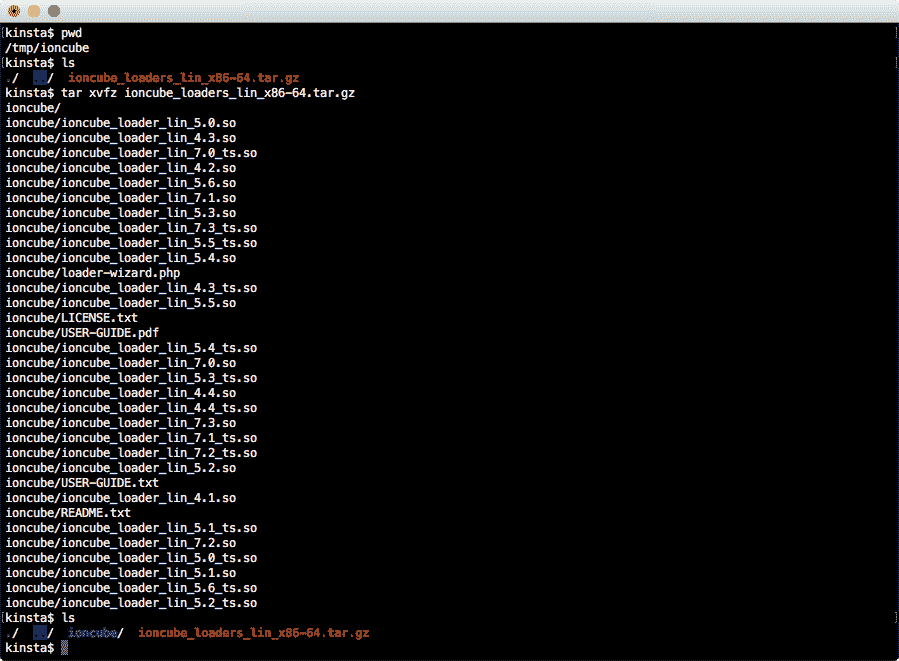 kinsta$ pwd
/tmp/ioncube
kinsta$ ls
./  ../  ioncube_loaders_lin_x86-64.tar.gz
kinsta$ tar xvfz ioncube_loaders_lin_x86-64.tar.gz
ioncube/
ioncube/ioncube_loader_lin_5.0.so
ioncube/ioncube_loader_lin_4.3.so
ioncube/ioncube_loader_lin_7.0_ts.so
ioncube/ioncube_loader_lin_4.2.so
ioncube/ioncube_loader_lin_5.6.so
ioncube/ioncube_loader_lin_7.1.so
ioncube/ioncube_loader_lin_5.3.so
ioncube/ioncube_loader_lin_7.3_ts.so
ioncube/ioncube_loader_lin_5.5_ts.so
ioncube/ioncube_loader_lin_5.4.so
ioncube/loader-wizard.php
ioncube/ioncube_loader_lin_4.3_ts.so
ioncube/ioncube_loader_lin_5.5.so
ioncube/LICENSE.txt
ioncube/USER-GUIDE.pdf
ioncube/ioncube_loader_lin_5.4_ts.so
ioncube/ioncube_loader_lin_7.0.so
ioncube/ioncube_loader_lin_5.3_ts.so
ioncube/ioncube_loader_lin_4.4.so
ioncube/ioncube_loader_lin_4.4_ts.so
ioncube/ioncube_loader_lin_7.3.so
ioncube/ioncube_loader_lin_7.1_ts.so
ioncube/ioncube_loader_lin_7.2_ts.so
ioncube/ioncube_loader_lin_5.2.so
ioncube/USER-GUIDE.txt
ioncube/ioncube_loader_lin_4.1.so
ioncube/README.txt
ioncube/ioncube_loader_lin_5.1_ts.so
ioncube/ioncube_loader_lin_7.2.so
ioncube/ioncube_loader_lin_5.0_ts.so
ioncube/ioncube_loader_lin_5.1.so
ioncube/ioncube_loader_lin_5.6_ts.so
ioncube/ioncube_loader_lin_5.2_ts.so
kinsta$ ls
./  ../  ioncube/  ioncube_loaders_lin_x86-64.tar.gz
kinsta$